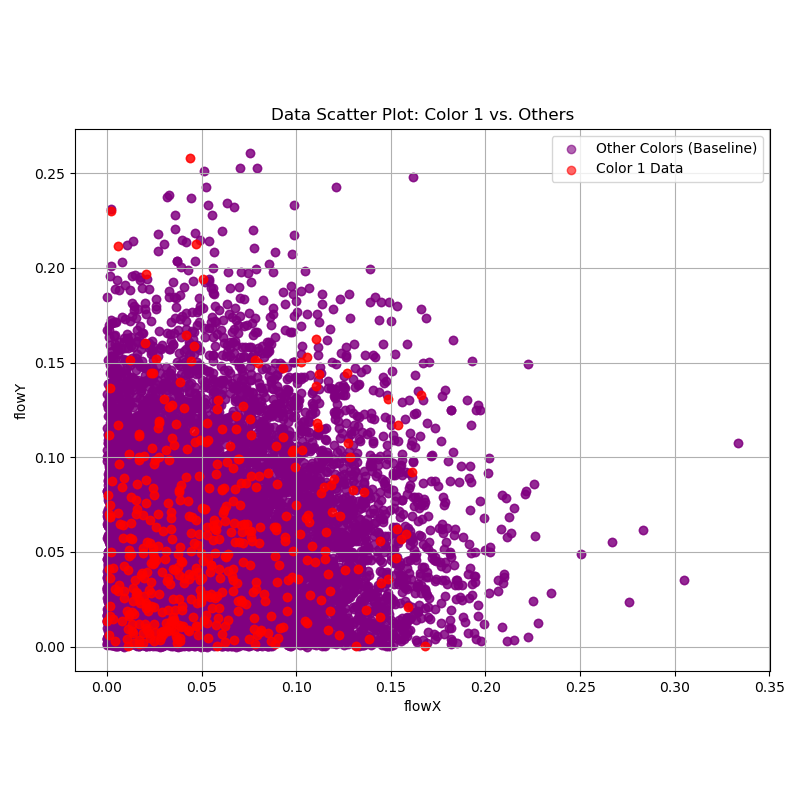 Data Scatter Plot: Color 1 vs. Others
Other Colors (Baseline)
Color 1 Data
flowY
0.25
0.20
0.15
0.10
0.05
0.00
0.00 0.05 0.10 0.15 0.20 0.25 0.30 0.35
flowX